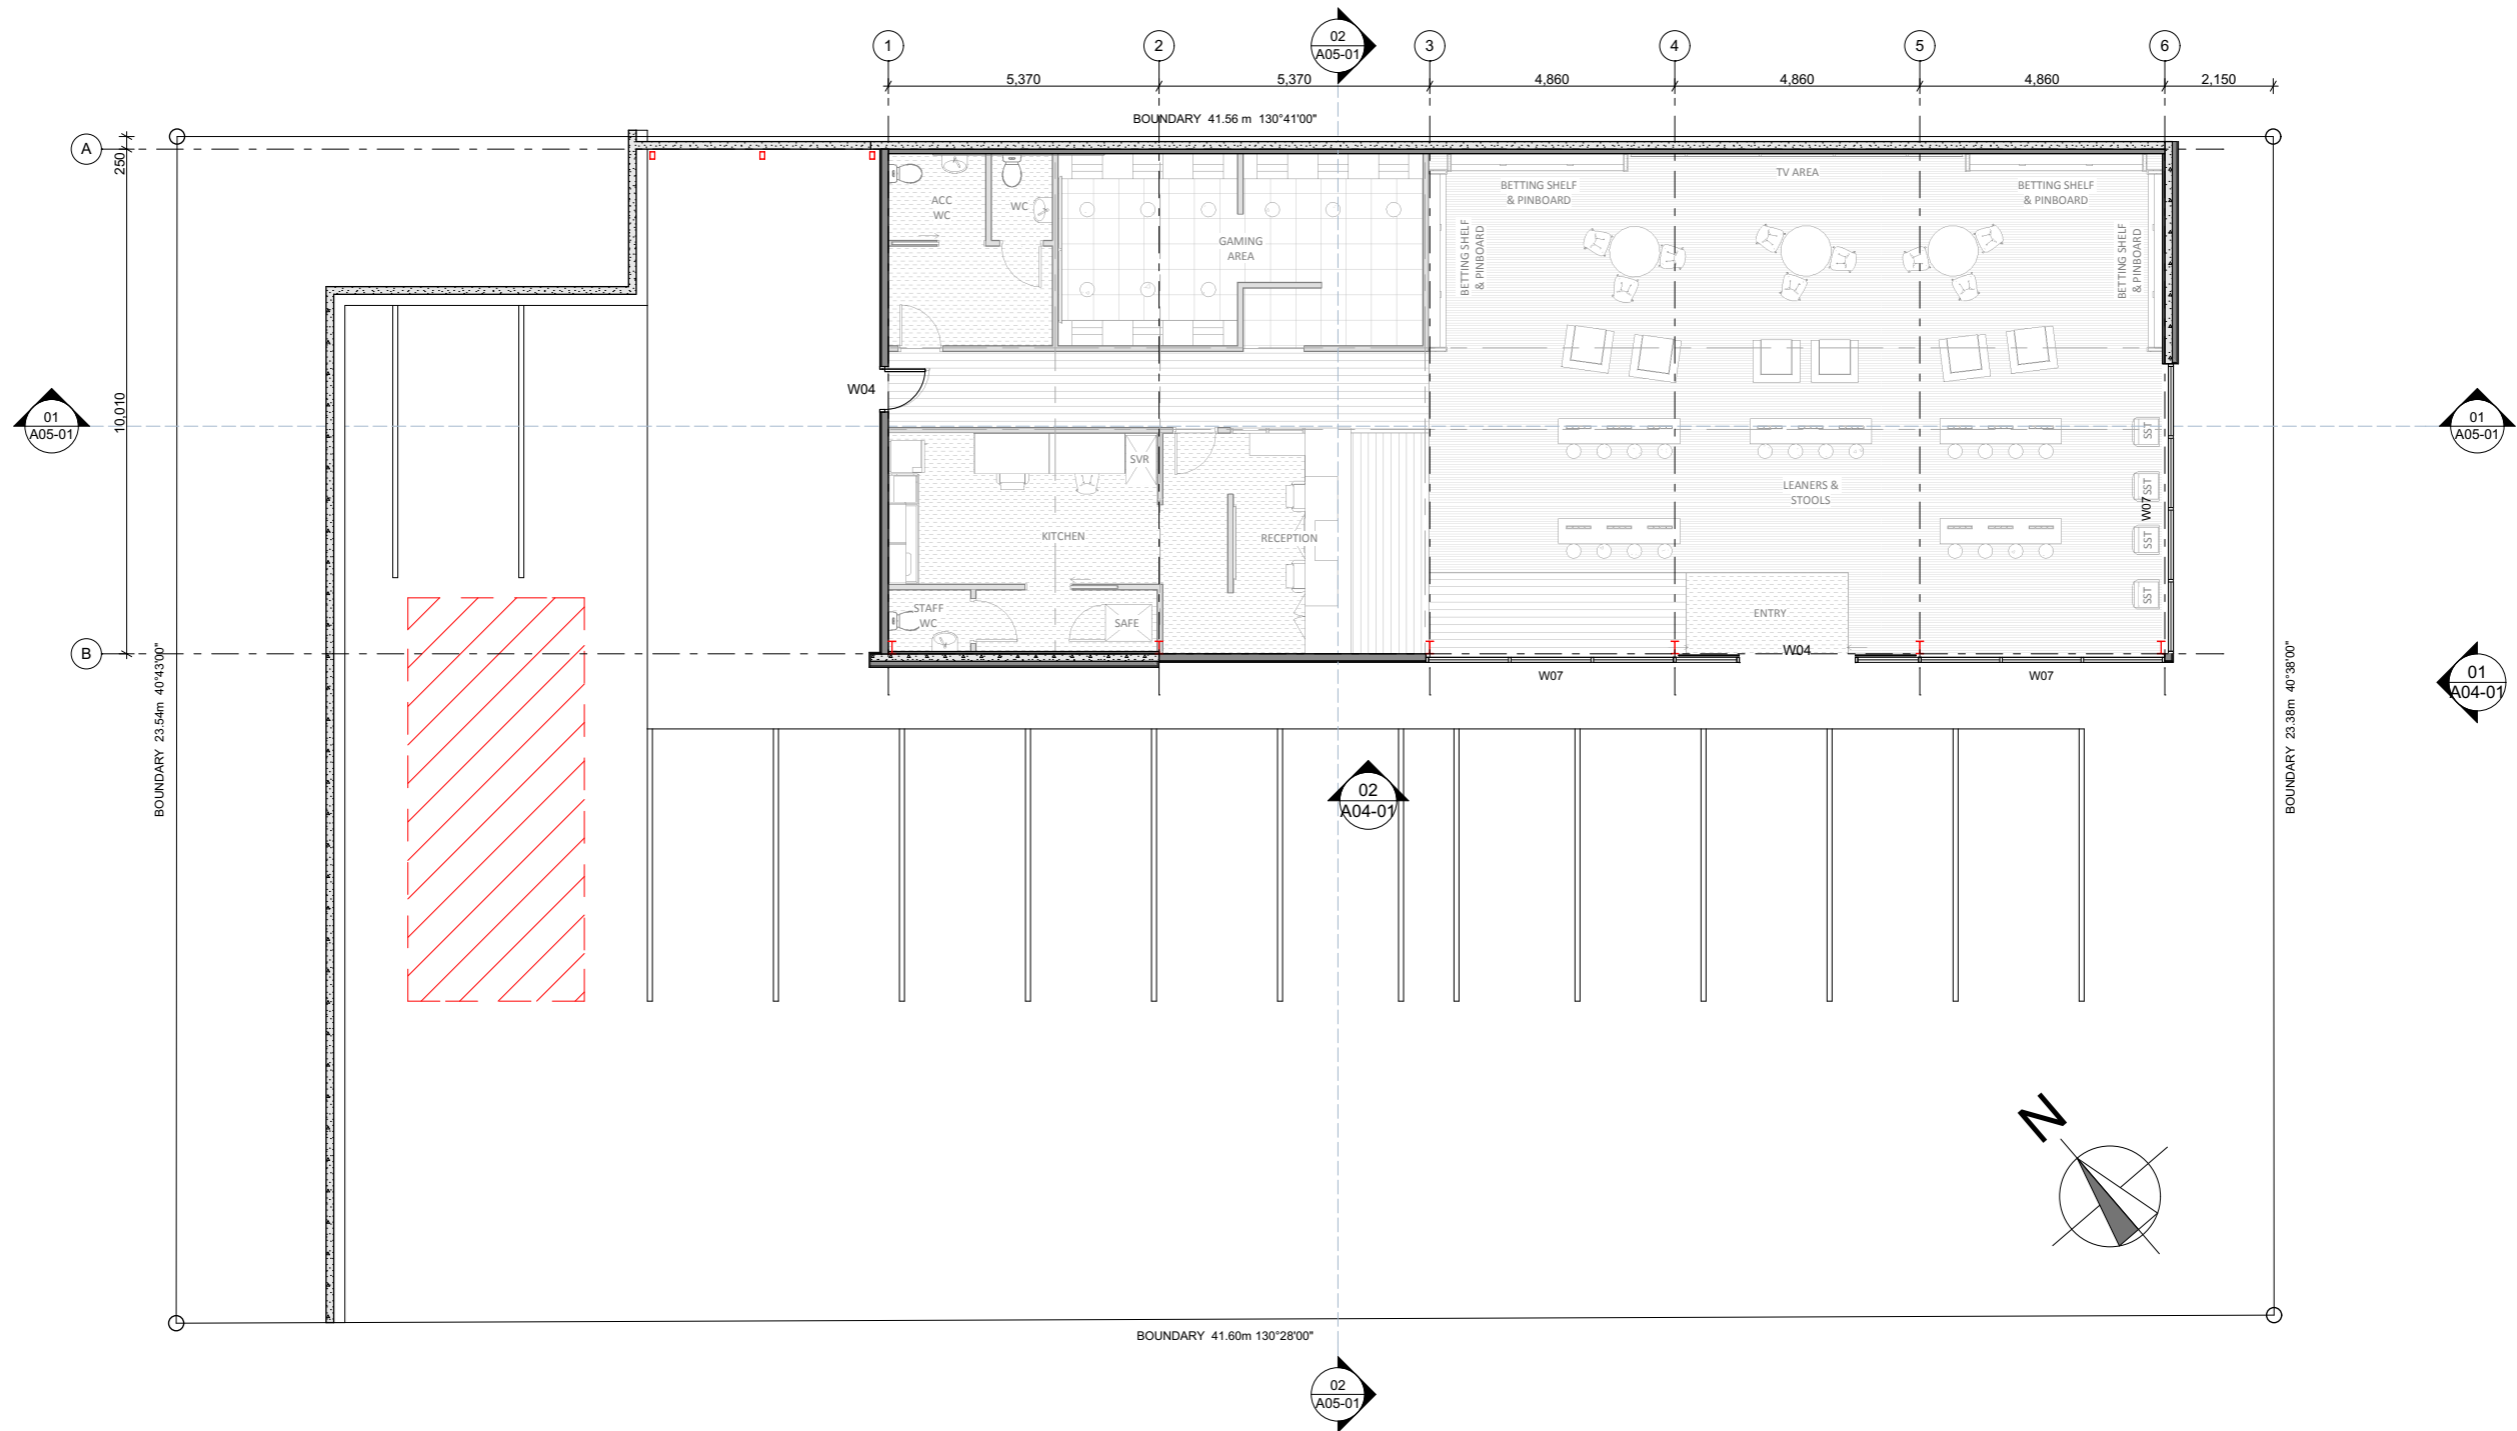 1
2
02
A05-01
3
4
5
6
5,370
5,370
4,860
4,860
4,860
2,150
BOUNDARY 41.56 m 130°41'00"
A
250
ACC
WC
WC
GAMING
AREA
BETTING SHELF
& PINBOARD
TV AREA
BETTING SHELF
& PINBOARD
BETTING SHELF
& PINBOARD
BETTING SHELF
& PINBOARD
W04
01
A05-01
10,010
01
A05-01
SVR
SST
LEANERS &
STOOLS
SST
W07
KITCHEN
RECEPTION
SST
SST
STAFF
WC
SAFE
ENTRY
B
W04
W07
W07
01
A04-01
BOUNDARY 23.54m 40°43'00"
BOUNDARY 23.38m 40°38'00"
02
A04-01
N
BOUNDARY 41.60m 130°28'00"
02
A05-01